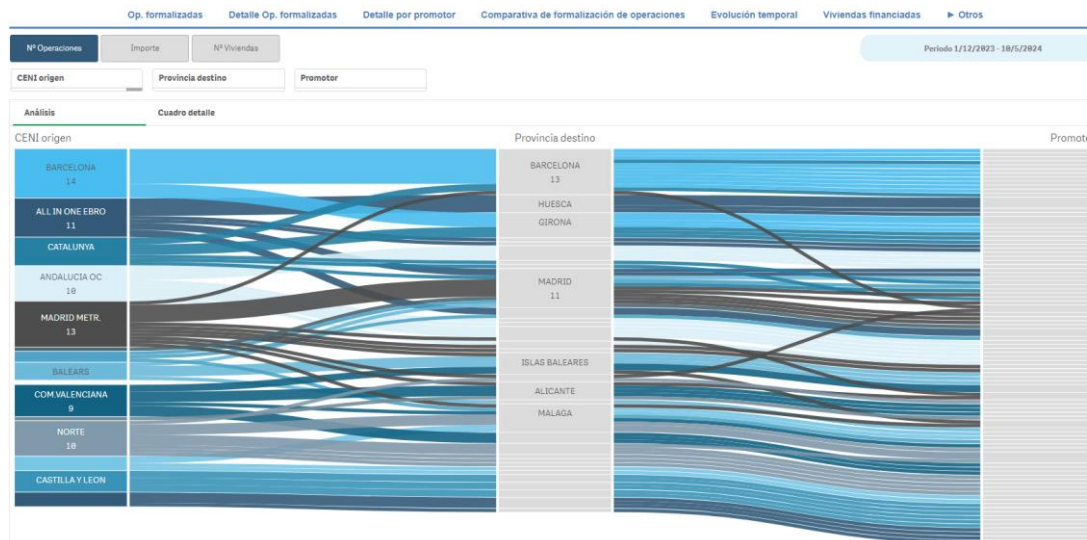 Op. formalizadas Detalle Op. formalizadas Detalle por promotor Comparativa de formalización de operaciones Evolución temporal Viviendas financiadas ► Otros
Nº Operaciones Importe Nº Viviendas Periodo 1/12/2023 - 10/5/2024
CENI origen Provincia destino Promotor
Análisis Cuadro detalle
CENI origen Provincia destino Promoto
BARCELONA
14
ALL IN ONE EBRO
11
CATALUNYA
ANDALUCIA OC
10
MADRID METR.
13
BALEARS
COM.VALENCIANA
9
NORTE
10
CASTILLA Y LEON
BARCELONA
13
HUESCA
GIRONA
MADRID
11
ISLAS BALEARES
ALICANTE
MÁLAGA